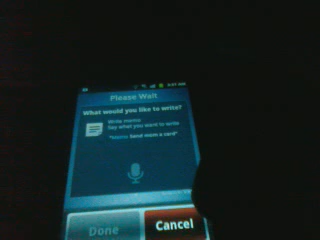 Please Wait
What would you like to write?
Write memo
Say what you want to write
"Memo Send mom a card"
Done
Cancel